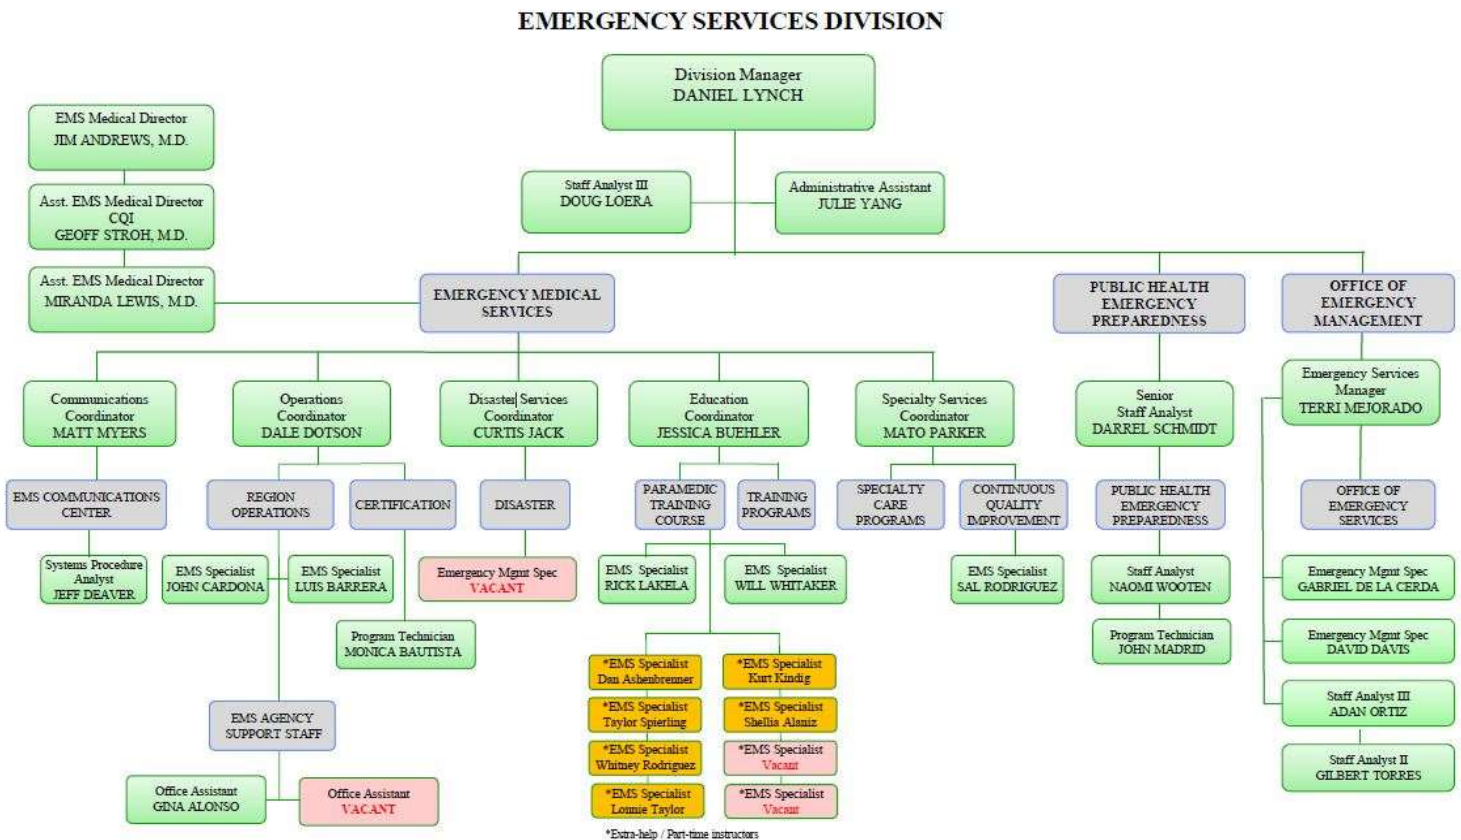 EMERGENCY SERVICES DIVISION
Division Manager
DANIEL LYNCH
EMS Medical Director
JIM ANDREWS, M.D.
Asst. EMS Medical Director
CQI
GEOFF STROH, M.D.
Asst. EMS Medical Director
MIRANDA LEWIS, M.D.
Staff Analyst III
DOUG LOERA
Administrative Assistant
JULIE YANG
EMERGENCY MEDICAL
SERVICES
PUBLIC HEALTH
EMERGENCY
PREPAREDNESS
OFFICE OF
EMERGENCY
MANAGEMENT
Communications
Coordinator
MATT MYERS
Operations
Coordinator
DALE DOTSON
Disaster Services
Coordinator
CURTIS JACK
Education
Coordinator
JESSICA BUEHLER
Specialty Services
Coordinator
MATO PARKER
Senior
Staff Analyst
DARREL SCHMIDT
Emergency Services
Manager
TERRI MEJORADO
EMS COMMUNICATIONS
CENTER
REGION
OPERATIONS
CERTIFICATION
DISASTER
PARAMEDIC
TRAINING
COURSE
TRAINING
PROGRAMS
SPECIALTY
CARE
PROGRAMS
CONTINUOUS
QUALITY
IMPROVEMENT
PUBLIC HEALTH
EMERGENCY
PREPAREDNESS
OFFICE OF
EMERGENCY
SERVICES
Systems Procedure
Analyst
JEFF DEAVER
EMS Specialist
JOHN CARDONA
EMS Specialist
LUIS BARRERA
Emergency Mgmt Spec
VACANT
EMS Specialist
RICK LAKELA
EMS Specialist
WILL WHITAKER
EMS Specialist
SAL RODRIGUEZ
Staff Analyst
NAOMI WOOTEN
Emergency Mgmt Spec
GABRIEL DE LA CERDA
Program Technician
MONICA BAUTISTA
Program Technician
JOHN MADRID
Emergency Mgmt Spec
DAVID DAVIS
*EMS Specialist
Dan Ashenbrenner
*EMS Specialist
Kurt Kindig
*EMS Specialist
Taylor Spierling
*EMS Specialist
Shellia Alaniz
Staff Analyst III
ADAN ORTIZ
EMS AGENCY
SUPPORT STAFF
*EMS Specialist
Whitney Rodriguez
*EMS Specialist
Vacant
Staff Analyst II
GILBERT TORRES
Office Assistant
GINA ALONSO
Office Assistant
VACANT
*EMS Specialist
Lonnie Taylor
*EMS Specialist
Vacant
*Extra-help / Part-time instructors